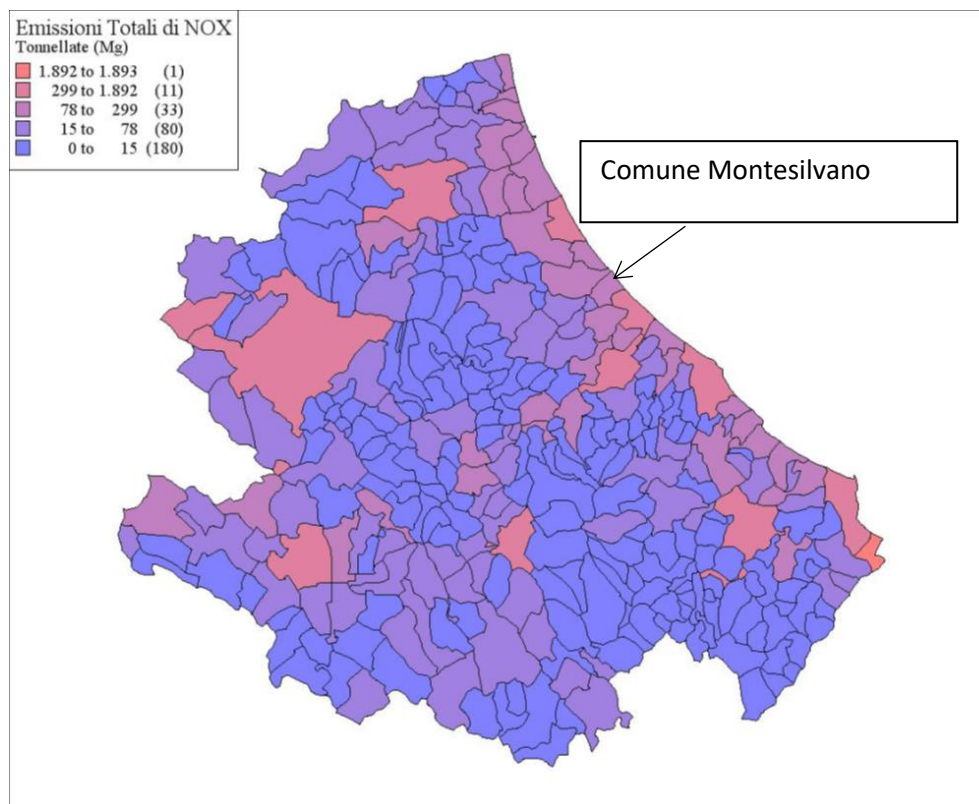 Emissioni Totali di NOX
Tonnellate (Mg)
1.892 to 1.893 (1)
299 to 1.892 (11)
78 to 299 (33)
15 to 78 (80)
0 to 15 (180)
Comune Montesilvano